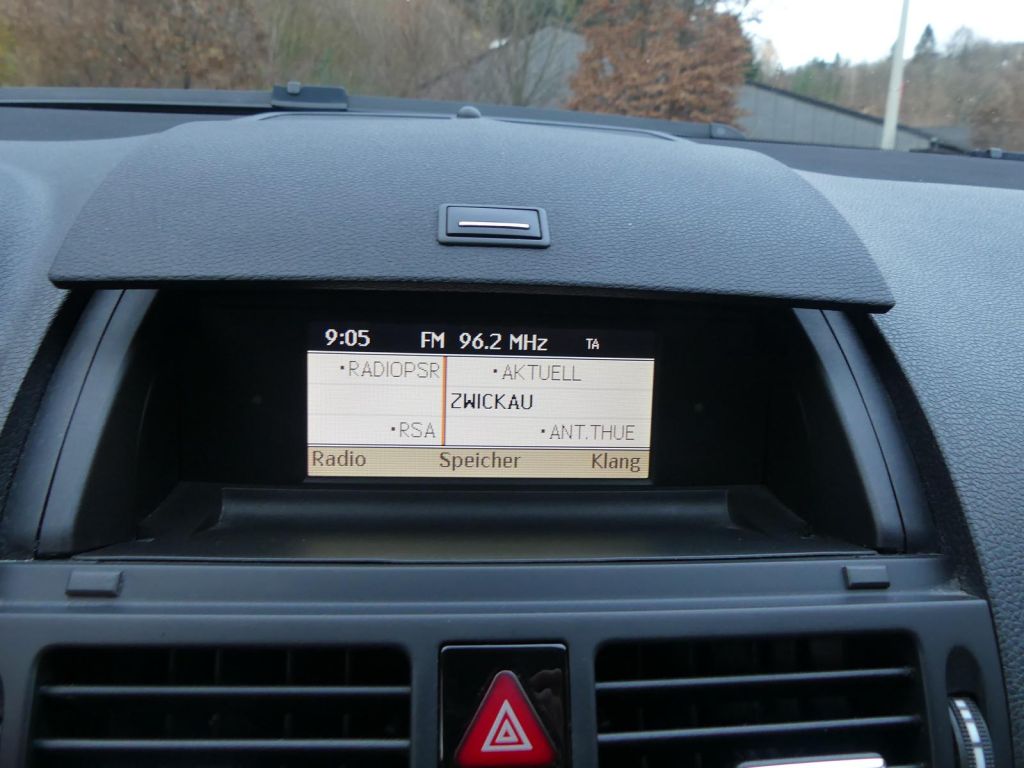 9:05 FM 96.2 MHz TA
·RADIOPSR ·AKTUELL
ZWICKAU
·RSA ·ANT.THUE
Radio Speicher Klang